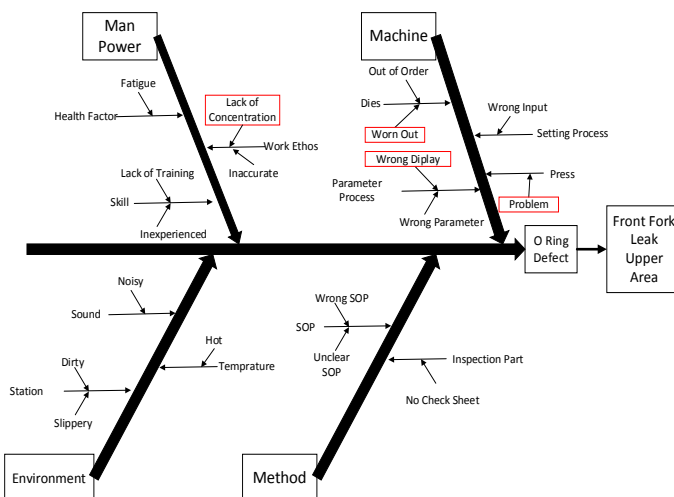 Man
Power
Machine
Out of Order
Fatigue
Lack of
Concentration
Dies
Wrong Input
Health Factor
Worn Out
Setting Process
Work Ethos
Wrong Diplay
Lack of Training
Inaccurate
Press
Parameter
Process
Skill
Problem
Wrong Parameter
Inexperienced
O Ring
Defect
Front Fork
Leak
Upper
Area
Noisy
Wrong SOP
Sound
SOP
Hot
Unclear
SOP
Dirty
Temprature
Inspection Part
Station
No Check Sheet
Slippery
Environment
Method